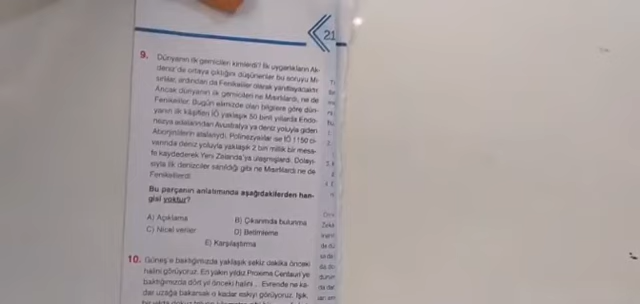 21
9. Dünyanın ilk gemicileri kimlerdi? İlk uygarlıkların Ak-
deniz'de ortaya çıktığını düşünenler bu soruyu Mı-
sırlılar, ardından da Fenikeliler olarak yanıtlayacaktır.
Ancak dünyanın ilk gemicileri ne Mısırlılardı, ne de
Fenikeliler. Bugün elimizde olan bilgilere göre dün-
yanın ilk kâşifleri İÖ yaklaşık 50 binli yıllarda Endo-
nezya adalarından Avustralya'ya deniz yoluyla giden
Aborjinlerin atalarıydı. Polinezyalılar ise İÖ 1150 ci-
varında deniz yoluyla yaklaşık 2 bin millik bir mesa-
fe kaydederek Yeni Zelanda'ya ulaşmışlardı. Dolayı-
sıyla ilk denizciler sanıldığı gibi ne Mısırlılardı ne de
Fenikelilerdi.
Bu parçanın anlatımında aşağıdakilerden han-
gisi yoktur?
A) Açıklama B) Çıkarımda bulunma
C) Nicel veriler D) Betimleme
E) Karşılaştırma
10. Güneş'e baktığımızda yaklaşık sekiz dakika önceki
halini görüyoruz. En yakın yıldız Proxima Centauri'ye
baktığımızda dört yıl önceki halini... Evrende ne ka-
dar uzağa bakarsak o kadar eskiyi görüyoruz. Işık,